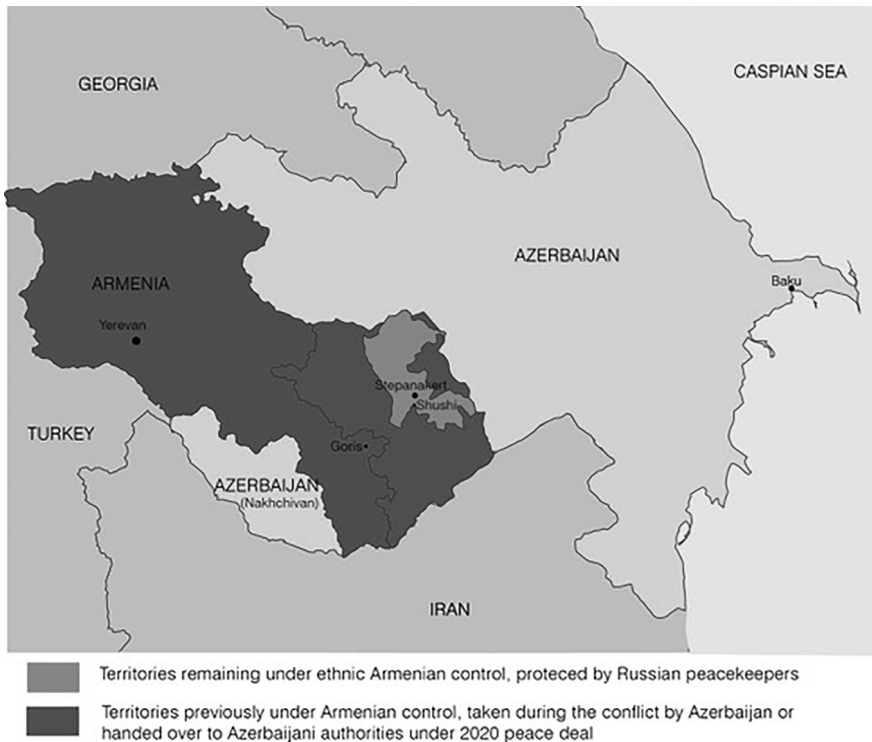 GEORGIA
CASPIAN SEA
AZERBAIJAN
ARMENIA
Baku
Yerevan
Stepanakert
Shushi
TURKEY
Goris
AZERBAIJAN
(Nakhchivan)
IRAN
Territories remaining under ethnic Armenian control, proteced by Russian peacekeepers
Territories previously under Armenian control, taken during the conflict by Azerbaijan or
handed over to Azerbaijani authorities under 2020 peace deal